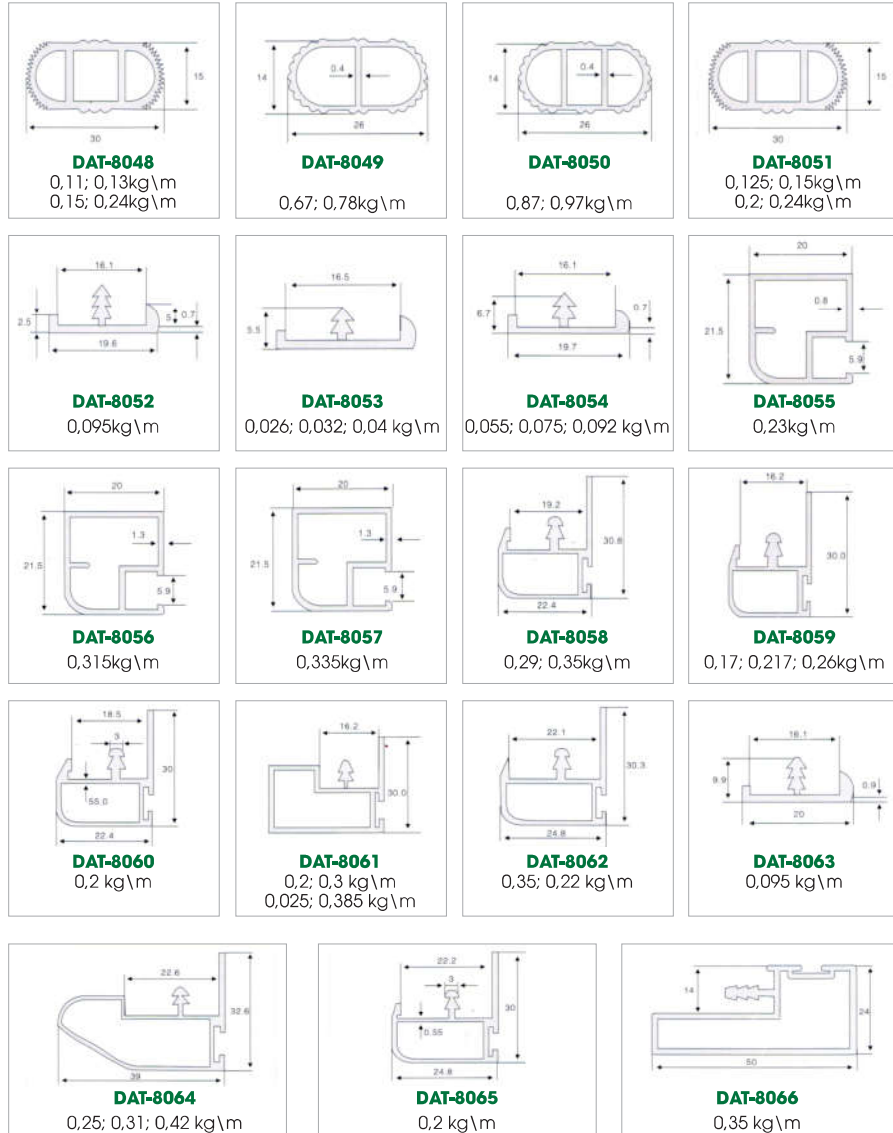 15
30
DAT-8048
0,11; 0,13kg\m
0,15; 0,24kg\m
14
0.4
26
DAT-8049
0,67; 0,78kg\m
14
0.4
26
DAT-8050
0,87; 0,97kg\m
15
30
DAT-8051
0,125; 0,15kg\m
0,2; 0,24kg\m
16.1
2.5
5
0.7
19.6
DAT-8052
0,095kg\m
16.5
5.5
DAT-8053
0,026; 0,032; 0,04 kg\m
16.1
6.7
0.7
19.7
DAT-8054
0,055; 0,075; 0,092 kg\m
20
0.8
21.5
5.9
DAT-8055
0,23kg\m
20
1.3
21.5
5.9
DAT-8056
0,315kg\m
20
1.3
21.5
5.9
DAT-8057
0,335kg\m
19.2
30.8
22.4
DAT-8058
0,29; 0,35kg\m
16.2
30.0
DAT-8059
0,17; 0,217; 0,26kg\m
18.5
3
30
55.0
22.4
DAT-8060
0,2 kg\m
16.2
30.0
DAT-8061
0,2; 0,3 kg\m
0,025; 0,385 kg\m
22.1
30.3
24.8
DAT-8062
0,35; 0,22 kg\m
16.1
9.9
0.9
20
DAT-8063
0,095 kg\m
22.6
32.6
39
DAT-8064
0,25; 0,31; 0,42 kg\m
22.2
3
30
0.55
24.8
DAT-8065
0,2 kg\m
14
24
50
DAT-8066
0,35 kg\m